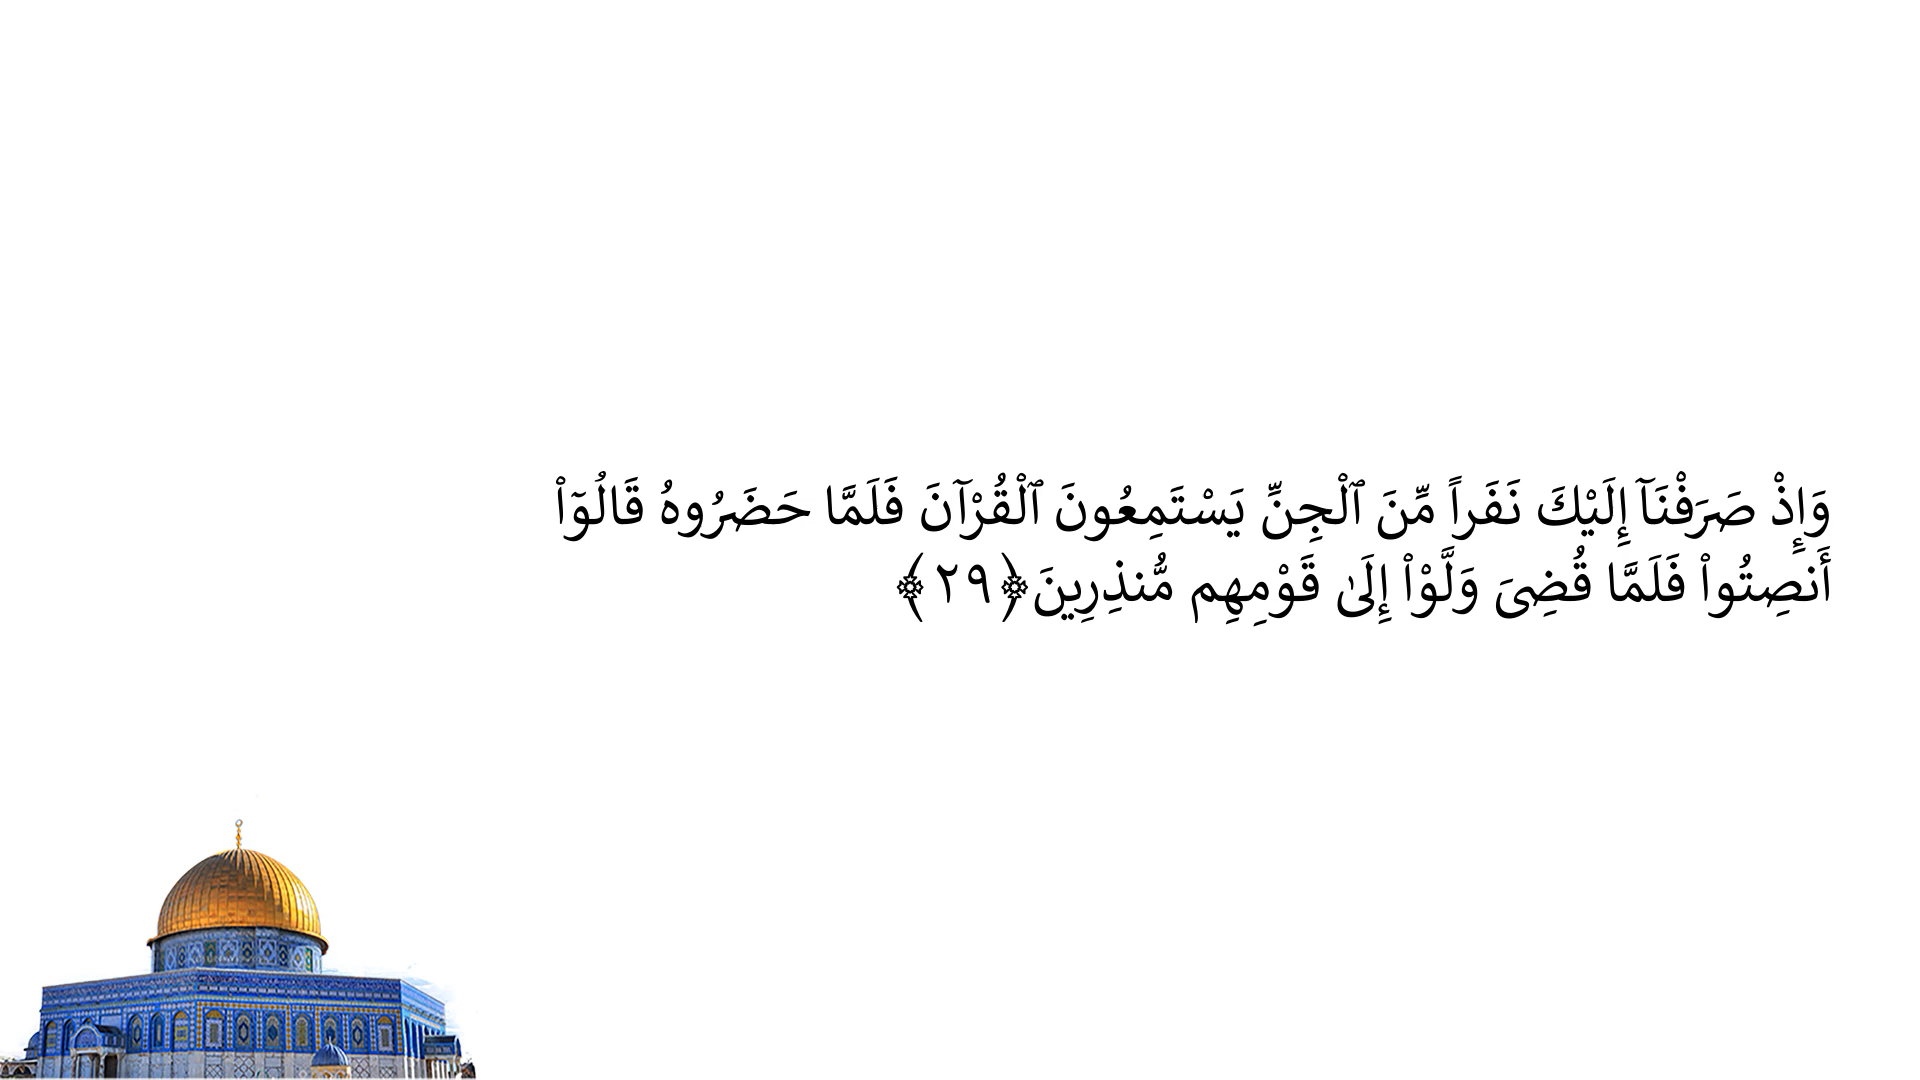 وَإِذْ صَرَفْنَآ إِلَيْكَ نَفَراً مِّنَ ٱلْجِنِّ يَسْتَمِعُونَ ٱلْقُرْآنَ فَلَمَّا حَضَرُوهُ قَالُوۤاْ
أَنصِتُواْ فَلَمَّا قُضِىَ وَلَّوْاْ إِلَىٰ قَوْمِهِم مُّنذِرِينَ﴿٢٩﴾